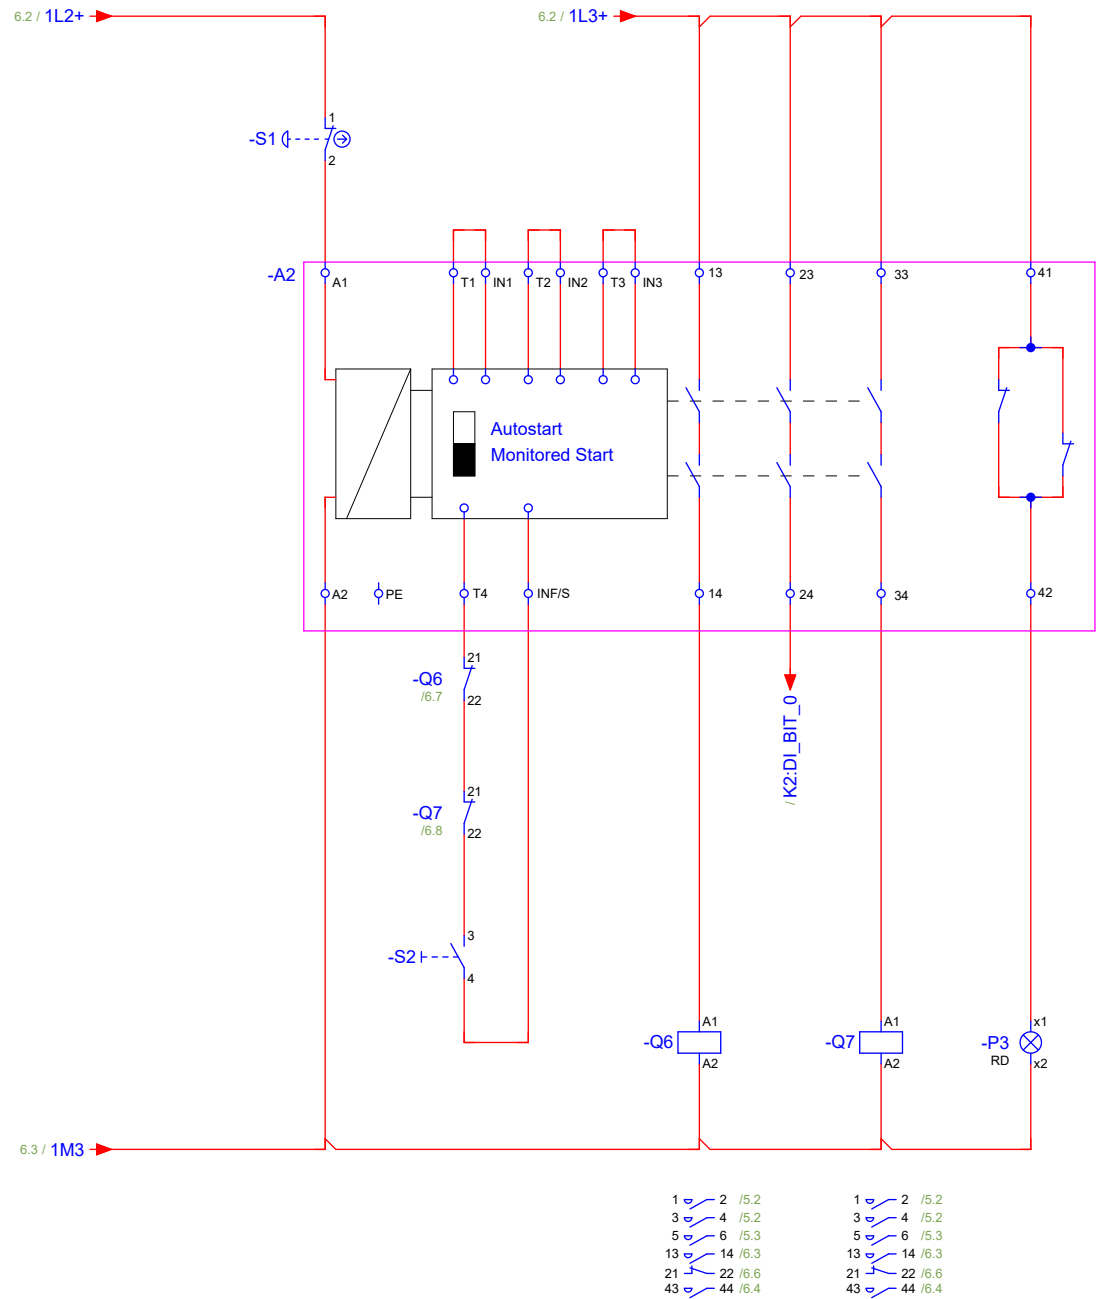 6.2 / 1L2+
6.2 / 1L3+
1
-S1
2
-A2
A1
T1
IN1
T2
IN2
T3
IN3
13
23
33
41
Autostart
Monitored Start
A2
PE
T4
INF/S
14
24
34
42
21
-Q6
/6.7
22
/ K2:DI_BIT_0
21
-Q7
/6.8
22
3
-S2
4
A1
-Q6
A2
A1
-Q7
A2
x1
-P3
RD
x2
6.3 / 1M3
1 2 /5.2
3 4 /5.2
5 6 /5.3
13 14 /6.3
21 22 /6.6
43 44 /6.4
1 2 /5.2
3 4 /5.2
5 6 /5.3
13 14 /6.3
21 22 /6.6
43 44 /6.4